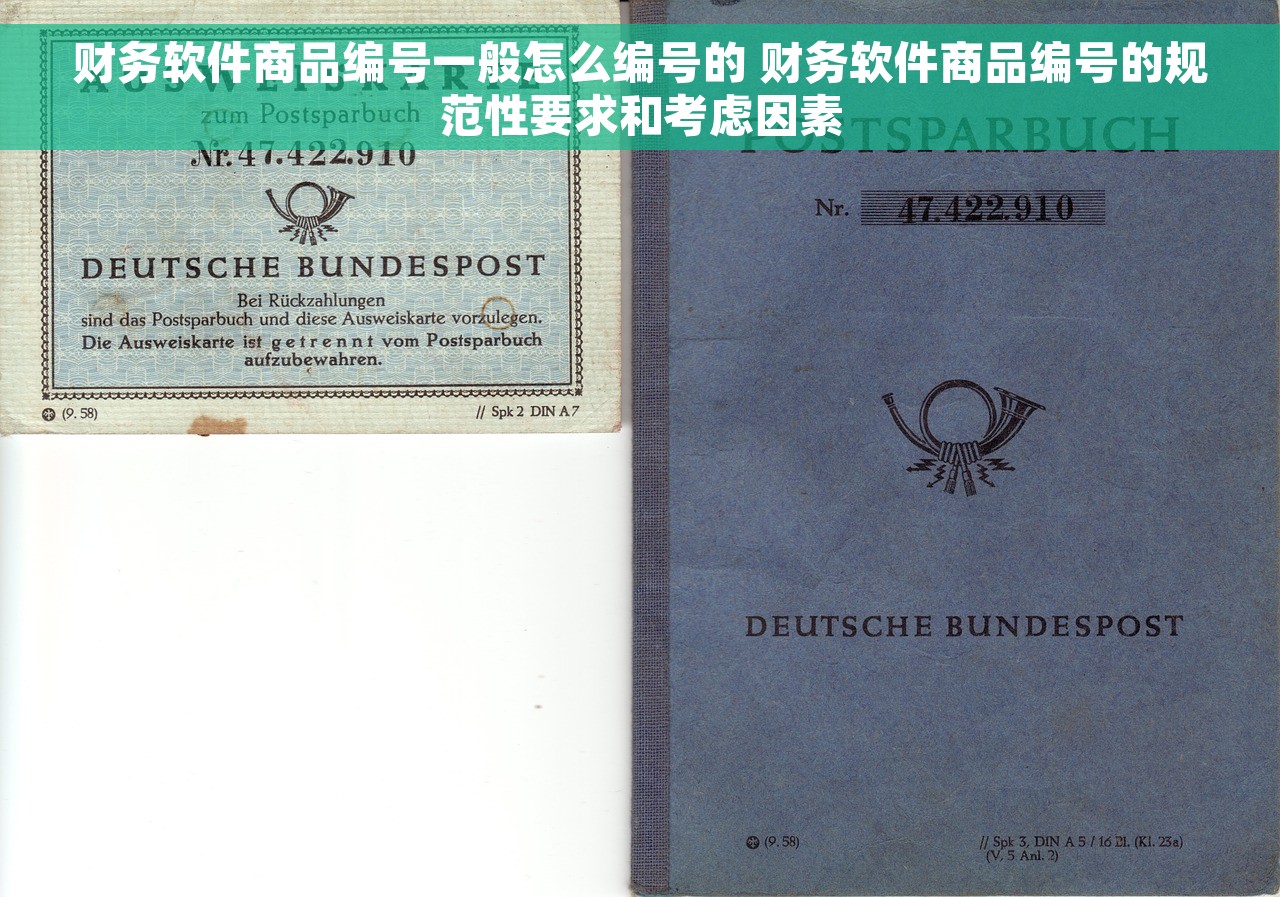 财务软件商品编号一般怎么编号的 财务软件商品编号的规
范性要求和考虑因素
AUSWEISKARTE
zum Postsparbuch
Nr. 47.422.910
DEUTSCHE BUNDESPOST
Bei Rückzahlungen
sind das Postsparbuch und diese Ausweiskarte vorzulegen.
Die Ausweiskarte ist getrennt vom Postsparbuch
aufzubewahren.
(9. 58)
// Spk 2 DIN A 7
POSTSPARBUCH
Nr. 47.422.910
DEUTSCHE BUNDESPOST
(9. 58)
// Spk 3, DIN A 5 / 16 Bl. (Kl. 23a)
(V, 5 Anl. 2)